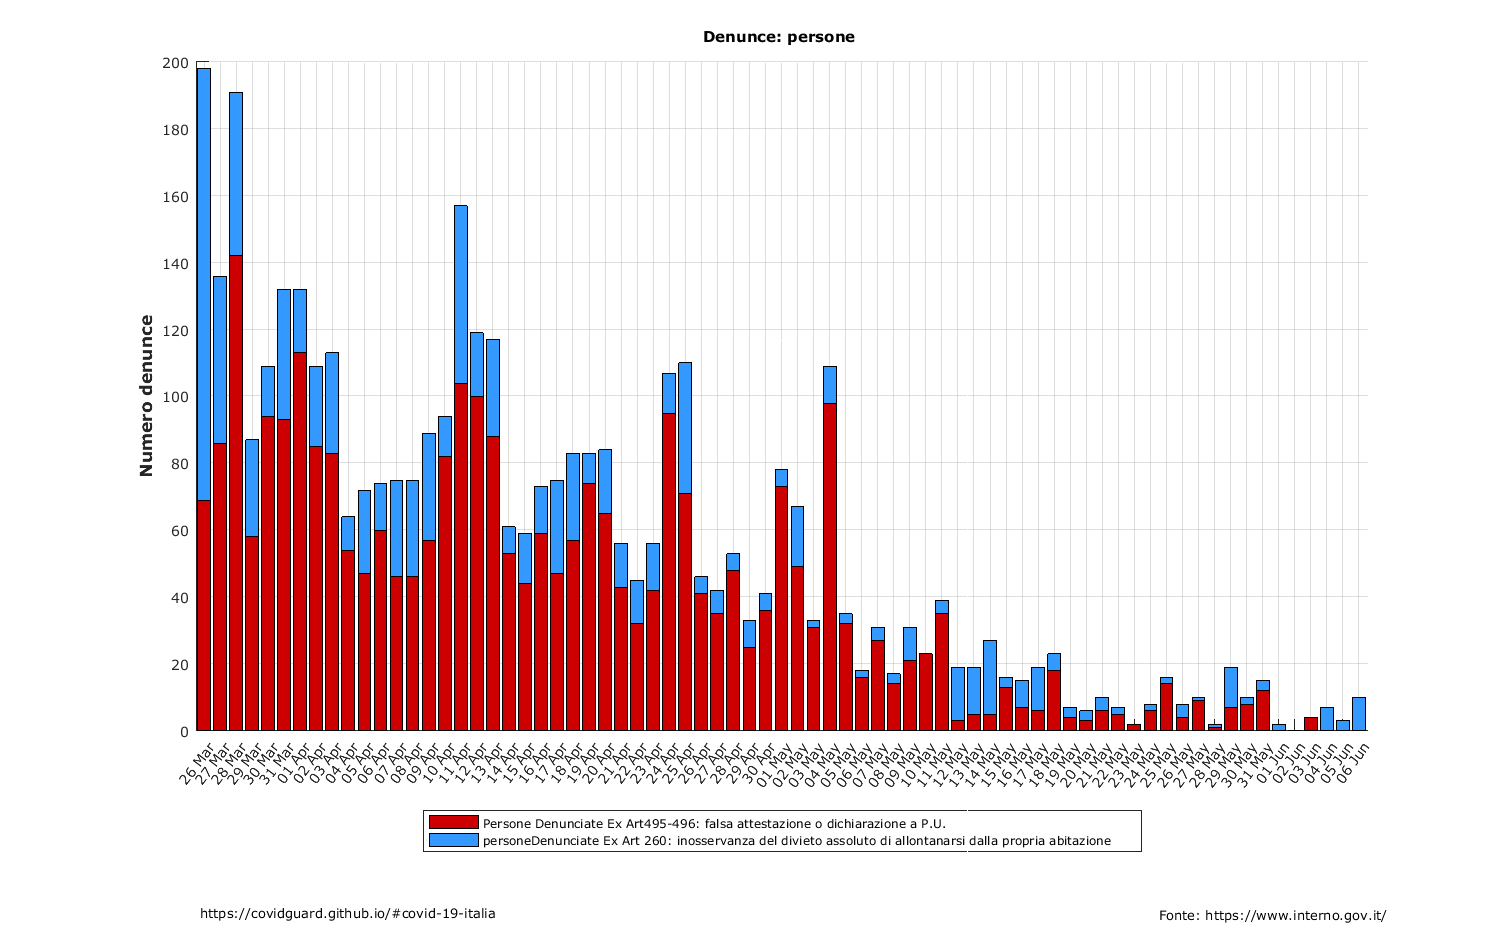 Denunce: persone
Numero denunce
200
180
160
140
120
100
80
60
40
20
0
26 Mar
27 Mar
28 Mar
29 Mar
30 Mar
31 Mar
01 Apr
02 Apr
03 Apr
04 Apr
05 Apr
06 Apr
07 Apr
08 Apr
09 Apr
10 Apr
11 Apr
12 Apr
13 Apr
14 Apr
15 Apr
16 Apr
17 Apr
18 Apr
19 Apr
20 Apr
21 Apr
22 Apr
23 Apr
24 Apr
25 Apr
26 Apr
27 Apr
28 Apr
29 Apr
30 Apr
01 May
02 May
03 May
04 May
05 May
06 May
07 May
08 May
09 May
10 May
11 May
12 May
13 May
14 May
15 May
16 May
17 May
18 May
19 May
20 May
21 May
22 May
23 May
24 May
25 May
26 May
27 May
28 May
29 May
30 May
31 May
01 Jun
02 Jun
03 Jun
04 Jun
05 Jun
06 Jun
Persone Denunciate Ex Art495-496: falsa attestazione o dichiarazione a P.U.
personeDenunciate Ex Art 260: inosservanza del divieto assoluto di allontanarsi dalla propria abitazione
https://covidguard.github.io/#covid-19-italia
Fonte: https://www.interno.gov.it/